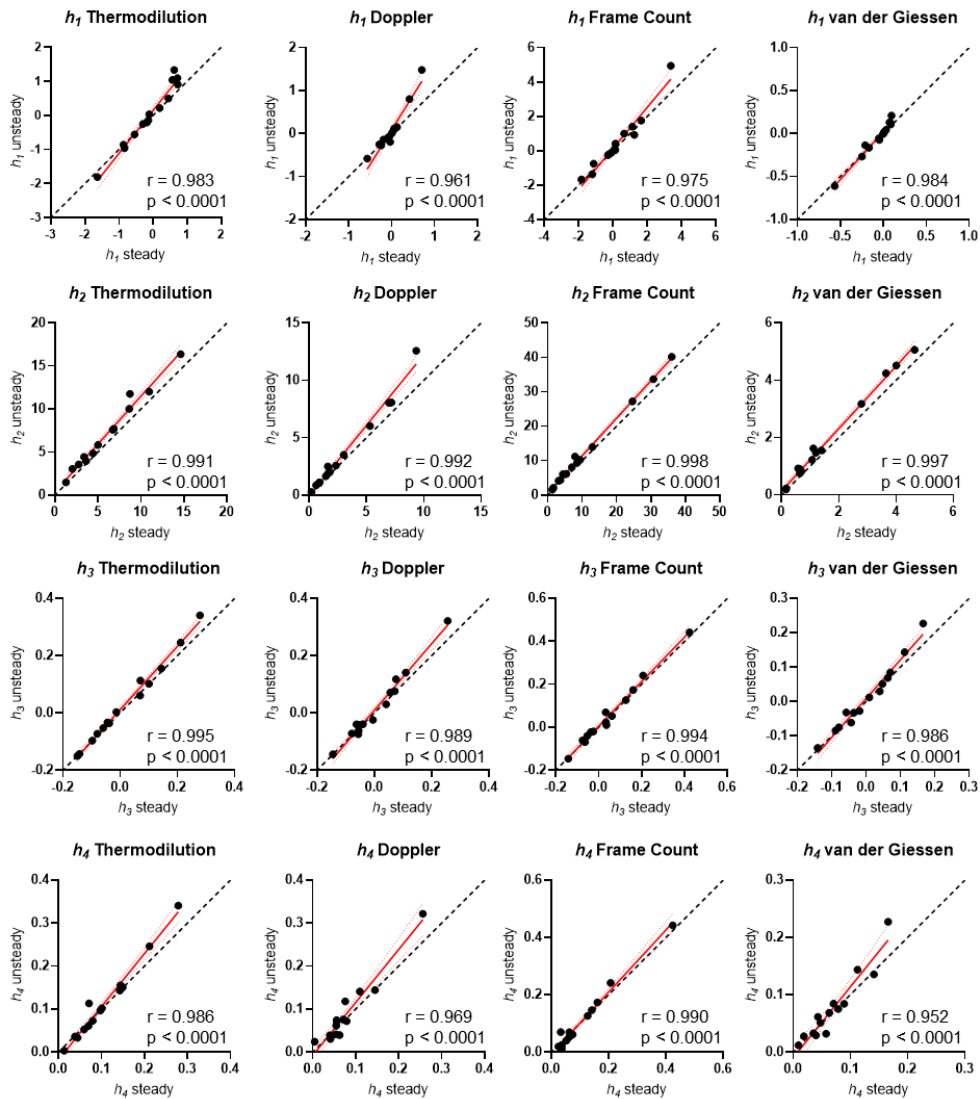 h1 Thermodilution
h1 Doppler
h1 Frame Count
h1 van der Giessen
h1 unsteady
2
1
0
-1
-2
-3
r = 0.983
p < 0.0001
-3 -2 -1 0 1 2
h1 steady
h1 unsteady
2
1
0
-1
-2
r = 0.961
p < 0.0001
-2 -1 0 1 2
h1 steady
h1 unsteady
6
4
2
0
-2
-4
r = 0.975
p < 0.0001
-4 -2 0 2 4 6
h1 steady
h1 unsteady
1.0
0.5
0.0
-0.5
-1.0
r = 0.984
p < 0.0001
-1.0 -0.5 0.0 0.5 1.0
h1 steady
h2 Thermodilution
h2 Doppler
h2 Frame Count
h2 van der Giessen
h2 unsteady
20
15
10
5
0
r = 0.991
p < 0.0001
0 5 10 15 20
h2 steady
h2 unsteady
15
10
5
0
r = 0.992
p < 0.0001
0 5 10 15
h2 steady
h2 unsteady
50
40
30
20
10
0
r = 0.998
p < 0.0001
0 10 20 30 40 50
h2 steady
h2 unsteady
6
4
2
0
r = 0.997
p < 0.0001
0 2 4 6
h2 steady
h3 Thermodilution
h3 Doppler
h3 Frame Count
h3 van der Giessen
h3 unsteady
0.4
0.2
0.0
-0.2
r = 0.995
p < 0.0001
-0.2 0.0 0.2 0.4
h3 steady
h3 unsteady
0.4
0.2
0.0
-0.2
r = 0.989
p < 0.0001
-0.2 0.0 0.2 0.4
h3 steady
h3 unsteady
0.6
0.4
0.2
0.0
-0.2
r = 0.994
p < 0.0001
-0.2 0.0 0.2 0.4 0.6
h3 steady
h3 unsteady
0.3
0.2
0.1
0.0
-0.1
-0.2
r = 0.986
p < 0.0001
-0.2 -0.1 0.0 0.1 0.2 0.3
h3 steady
h4 Thermodilution
h4 Doppler
h4 Frame Count
h4 van der Giessen
h4 unsteady
0.4
0.3
0.2
0.1
0.0
r = 0.986
p < 0.0001
0.0 0.1 0.2 0.3 0.4
h4 steady
h4 unsteady
0.4
0.3
0.2
0.1
0.0
r = 0.969
p < 0.0001
0.0 0.1 0.2 0.3 0.4
h4 steady
h4 unsteady
0.6
0.4
0.2
0.0
r = 0.990
p < 0.0001
0.0 0.2 0.4 0.6
h4 steady
h4 unsteady
0.3
0.2
0.1
0.0
r = 0.952
p < 0.0001
0.0 0.1 0.2 0.3
h4 steady